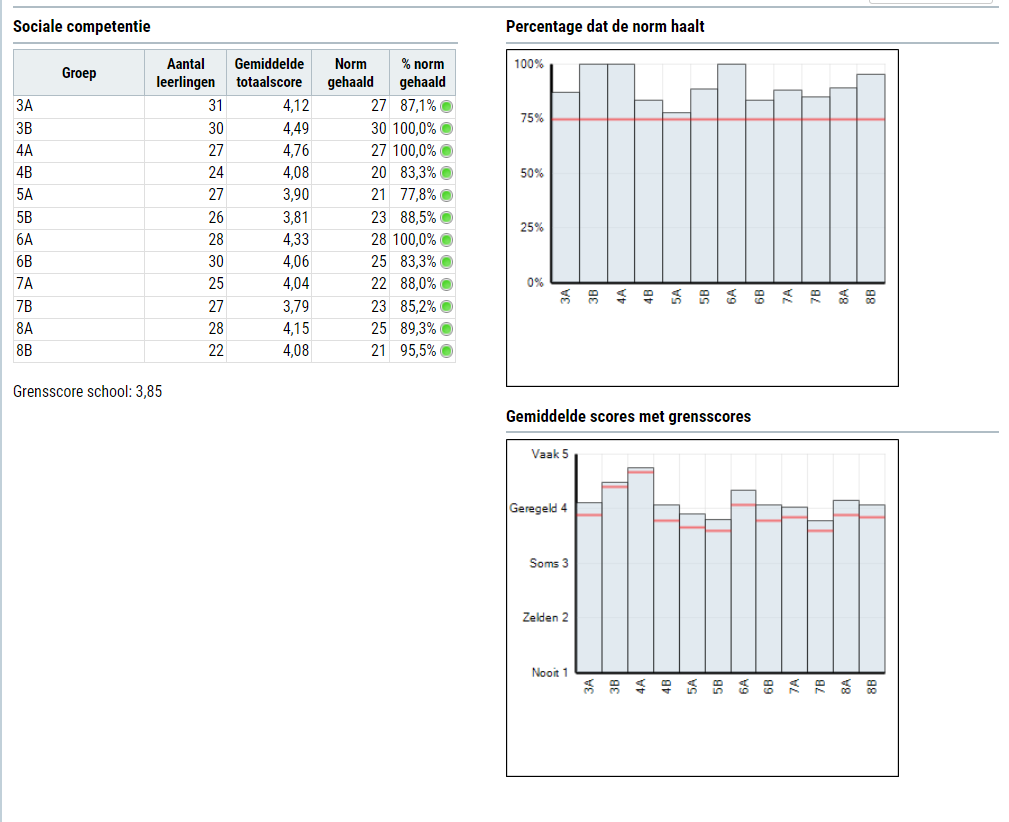 Sociale competentie
Groep Aantal leerlingen Gemiddelde totaalscore Norm gehaald % norm gehaald
3A 31 4,12 27 87,1%
3B 30 4,49 30 100,0%
4A 27 4,76 27 100,0%
4B 24 4,08 20 83,3%
5A 27 3,90 21 77,8%
5B 26 3,81 23 88,5%
6A 28 4,33 28 100,0%
6B 30 4,06 25 83,3%
7A 25 4,04 22 88,0%
7B 27 3,79 23 85,2%
8A 28 4,15 25 89,3%
8B 22 4,08 21 95,5%
Grensscore school: 3,85
Percentage dat de norm haalt
100%
75%
50%
25%
0%
3A 3B 4A 4B 5A 5B 6A 6B 7A 7B 8A 8B
Gemiddelde scores met grensscores
Vaak 5
Geregeld 4
Soms 3
Zelden 2
Nooit 1
3A 3B 4A 4B 5A 5B 6A 6B 7A 7B 8A 8B